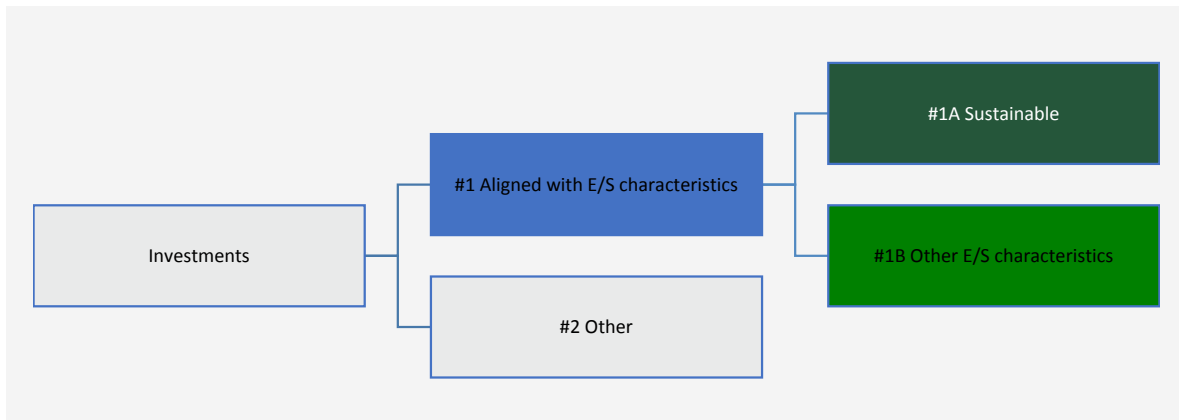 Investments
#1 Aligned with E/S characteristics
#2 Other
#1A Sustainable
#1B Other E/S characteristics